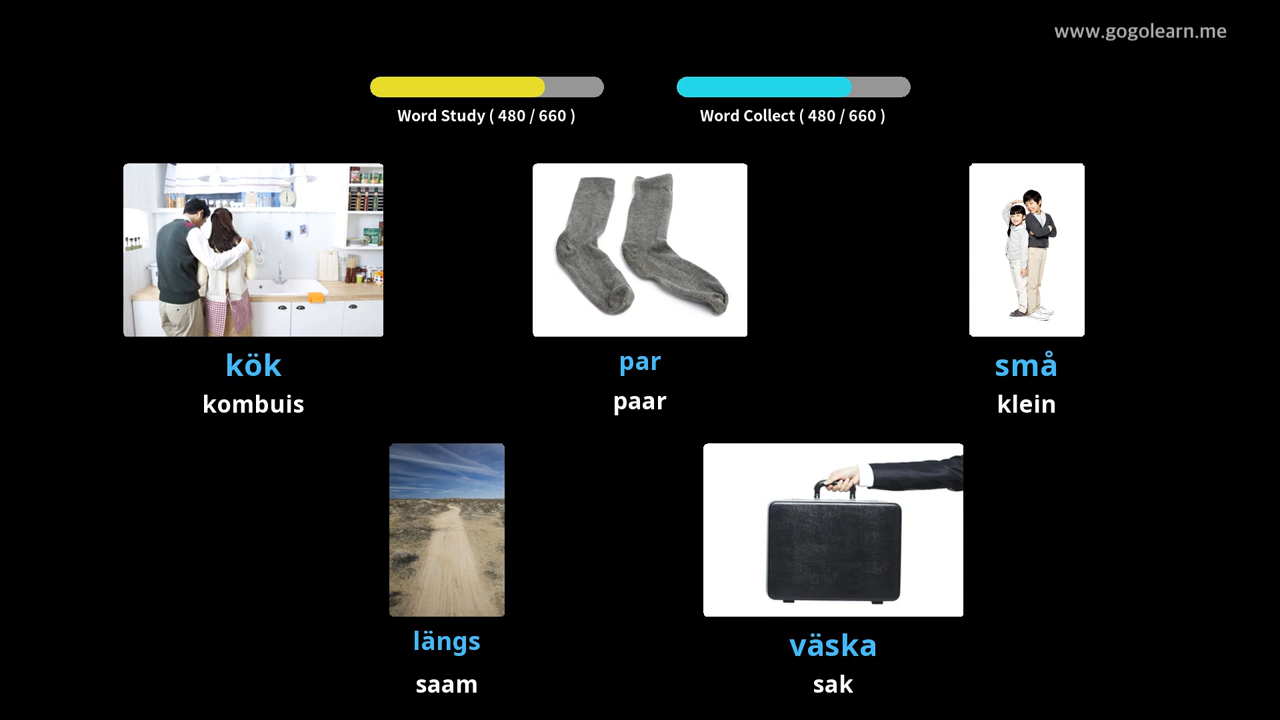 www.gogolearn.me
Word Study ( 480 / 660 )
Word Collect ( 480 / 660 )
kök
kombuis
par
paar
små
klein
längs
saam
väska
sak